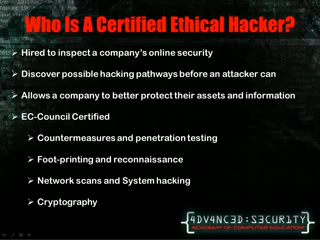 Who Is A Certified Ethical Hacker?
Hired to inspect a company's online security
Discover possible hacking pathways before an attacker can
Allows a company to better protect their assets and information
EC-Council Certified
Countermeasures and penetration testing
Foot-printing and reconnaissance
Network scans and System hacking
Cryptography
4DV4NC3D:S3CUR1TY
ACADEMY OF COMPUTER EDUCATION